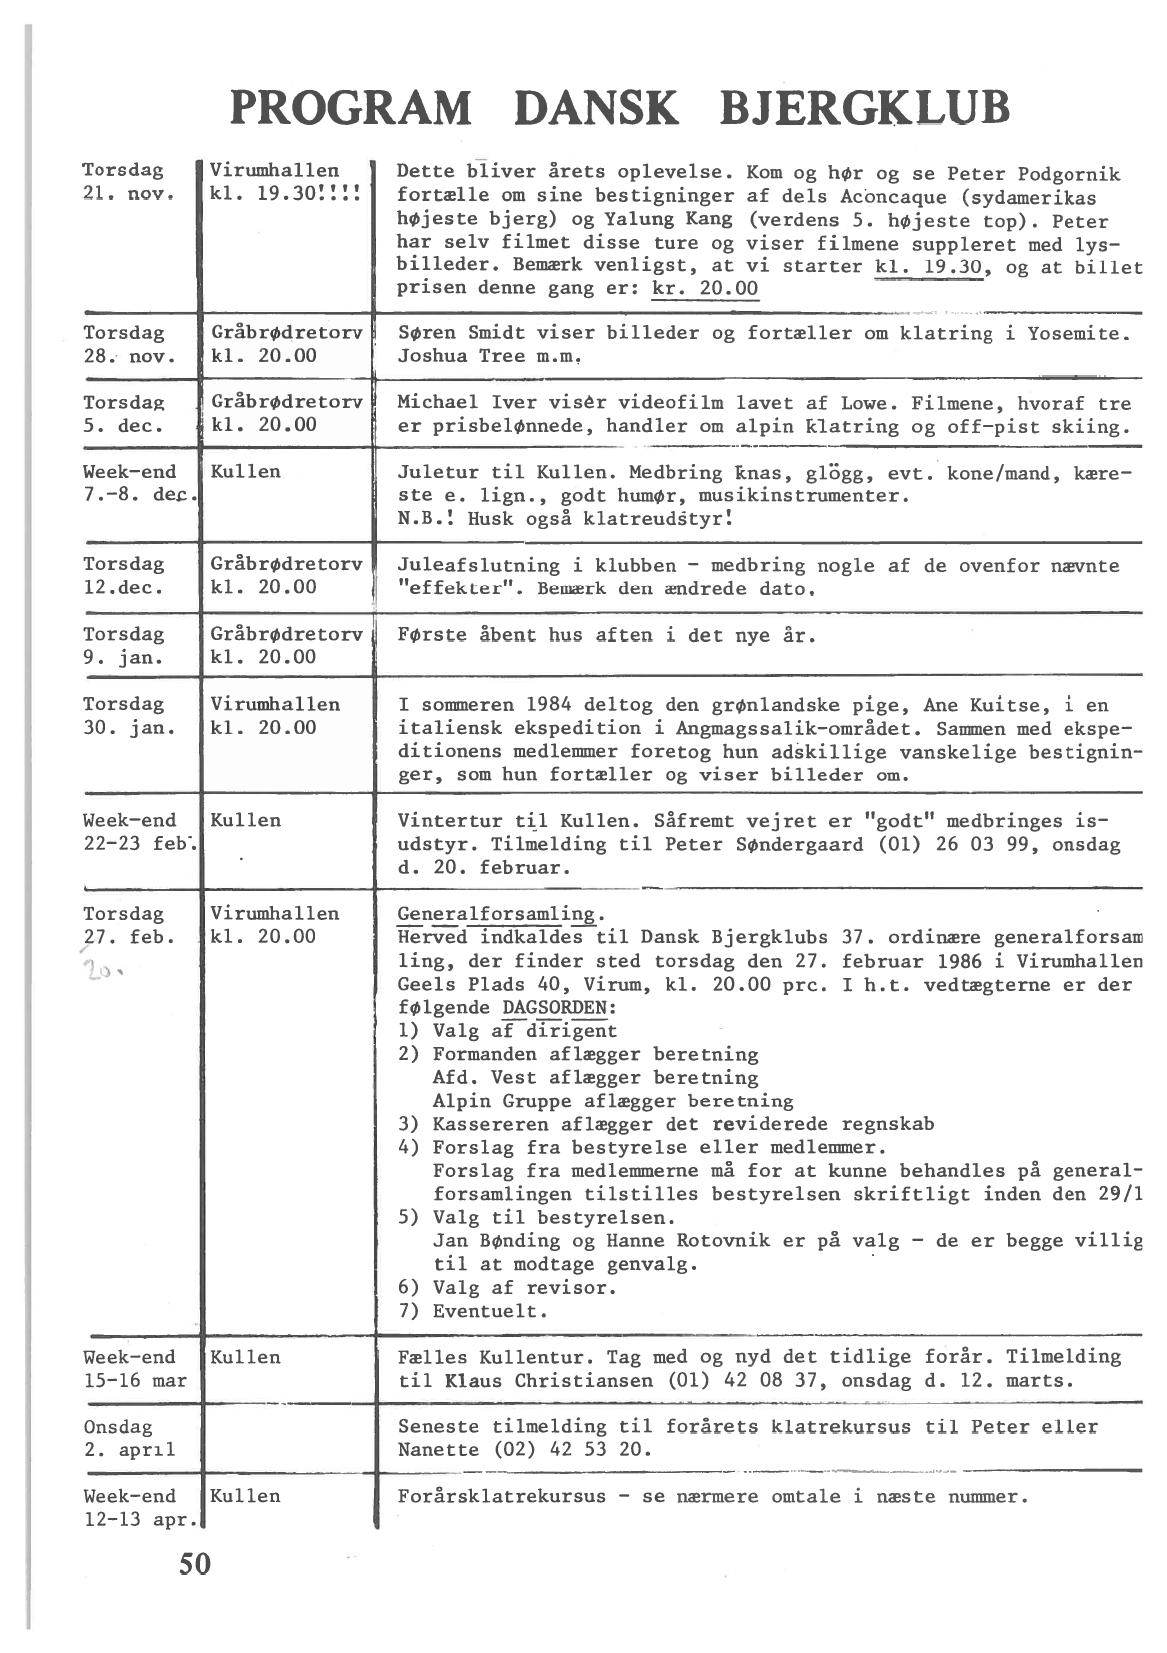 PROGRAM DANSK BJERGKLUB
Torsdag Virumhallen Dette bliver årets oplevelse. Kom og hør og se Peter Podgornik
21. nov. kl. 19.30!!!! fortælle om sine bestigninger af dels Aconcaque (sydamerikas
højeste bjerg) og Yalung Kang (verdens 5. højeste top). Peter
har selv filmet disse ture og viser filmene suppleret med lys-
billeder. Bemærk venligst, at vi starter kl. 19.30, og at billet
prisen denne gang er: kr. 20.00
Torsdag Gråbrødretorv Søren Smidt viser billeder og fortæller om klatring i Yosemite.
28. nov. kl. 20.00 Joshua Tree m.m.
Torsdag Gråbrødretorv Michael Iver viser videofilm lavet af Lowe. Filmene, hvoraf tre
5. dec. kl. 20.00 er prisbelønnede, handler om alpin klatring og off-pist skiing.
Week-end Kullen Juletur til Kullen. Medbring knas, glögg, evt. kone/mand, kære-
7.-8. dec. ste e. lign., godt humør, musikinstrumenter.
N.B.! Husk også klatreudstyr!
Torsdag Gråbrødretorv Juleafslutning i klubben - medbring nogle af de ovenfor nævnte
12.dec. kl. 20.00 "effekter". Bemærk den ændrede dato.
Torsdag Gråbrødretorv Første åbent hus aften i det nye år.
9. jan. kl. 20.00
Torsdag Virumhallen I sommeren 1984 deltog den grønlandske pige, Ane Kuitse, i en
30. jan. kl. 20.00 italiensk ekspedition i Angmagssalik-området. Sammen med ekspe-
ditionens medlemmer foretog hun adskillige vanskelige bestignin-
ger, som hun fortæller og viser billeder om.
Week-end Kullen Vintertur til Kullen. Såfremt vejret er "godt" medbringes is-
22-23 feb. udstyr. Tilmelding til Peter Søndergaard (01) 26 03 99, onsdag
d. 20. februar.
Torsdag Virumhallen Generalforsamling.
27. feb. kl. 20.00 Herved indkaldes til Dansk Bjergklubs 37. ordinære generalforsam
20. ling, der finder sted torsdag den 27. februar 1986 i Virumhallen
Geels Plads 40, Virum, kl. 20.00 prc. I h.t. vedtægterne er der
følgende DAGSORDEN:
1) Valg af dirigent
2) Formanden aflægger beretning
Afd. Vest aflægger beretning
Alpin Gruppe aflægger beretning
3) Kassereren aflægger det reviderede regnskab
4) Forslag fra bestyrelse eller medlemmer.
Forslag fra medlemmerne må for at kunne behandles på general-
forsamlingen tilstilles bestyrelsen skriftligt inden den 29/1
5) Valg til bestyrelsen.
Jan Bønding og Hanne Rotovnik er på valg - de er begge villig
til at modtage genvalg.
6) Valg af revisor.
7) Eventuelt.
Week-end Kullen Fælles Kullentur. Tag med og nyd det tidlige forår. Tilmelding
15-16 mar til Klaus Christiansen (01) 42 08 37, onsdag d. 12. marts.
Onsdag Seneste tilmelding til forårets klatrekursus til Peter eller
2. april Nanette (02) 42 53 20.
Week-end Kullen Forårsklatrekursus - se nærmere omtale i næste nummer.
12-13 apr.
50